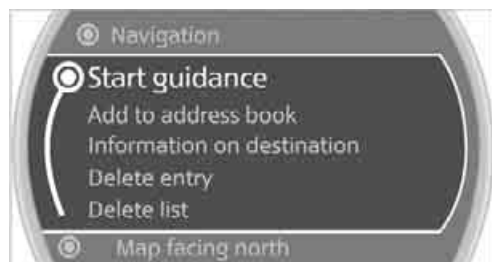 Navigation
Start guidance
Add to address book
Information on destination
Delete entry
Delete list
Map facing north